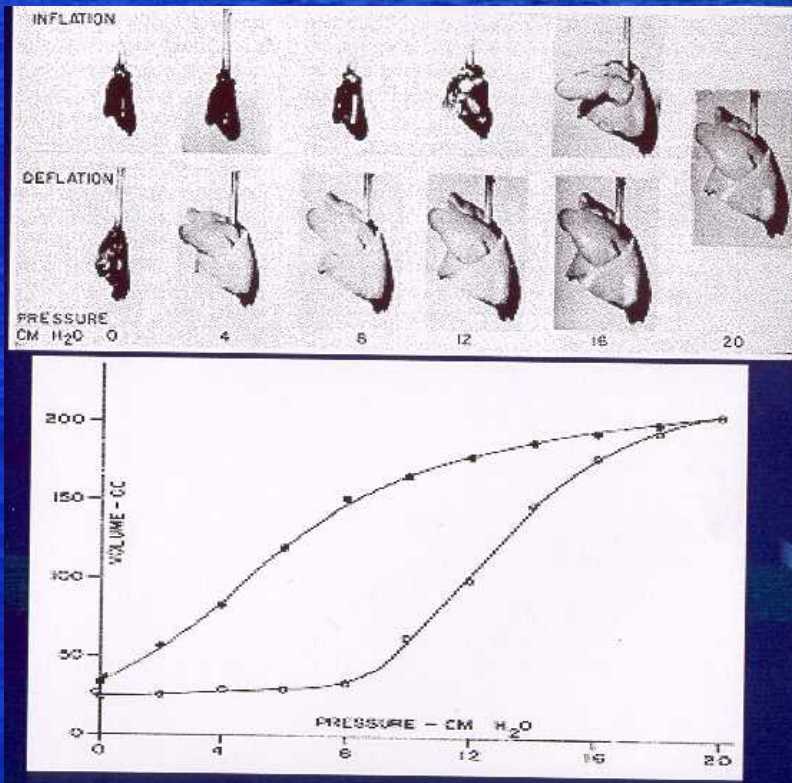 INFLATION
DEFLATION
PRESSURE
CM H₂O 0 4 8 12 16 20
200
150
100
50
0
VOLUME - CC
PRESSURE - CM H₂O
0 4 8 12 16 20